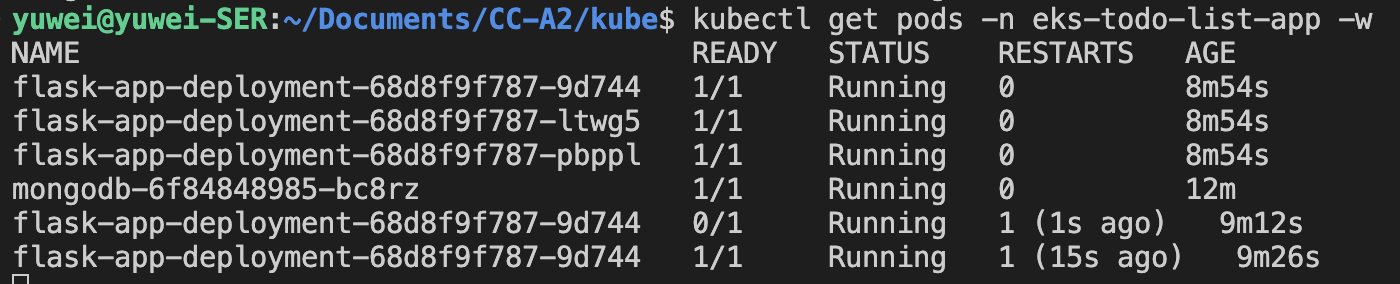 yuwei@yuwei-SER:~/Documents/CC-A2/kube$ kubectl get pods -n eks-todo-list-app -w
NAME READY STATUS RESTARTS AGE
flask-app-deployment-68d8f9f787-9d744 1/1 Running 0 8m54s
flask-app-deployment-68d8f9f787-ltwg5 1/1 Running 0 8m54s
flask-app-deployment-68d8f9f787-pbppl 1/1 Running 0 8m54s
mongodb-6f84848985-bc8rz 1/1 Running 0 12m
flask-app-deployment-68d8f9f787-9d744 0/1 Running 1 (1s ago) 9m12s
flask-app-deployment-68d8f9f787-9d744 1/1 Running 1 (15s ago) 9m26s